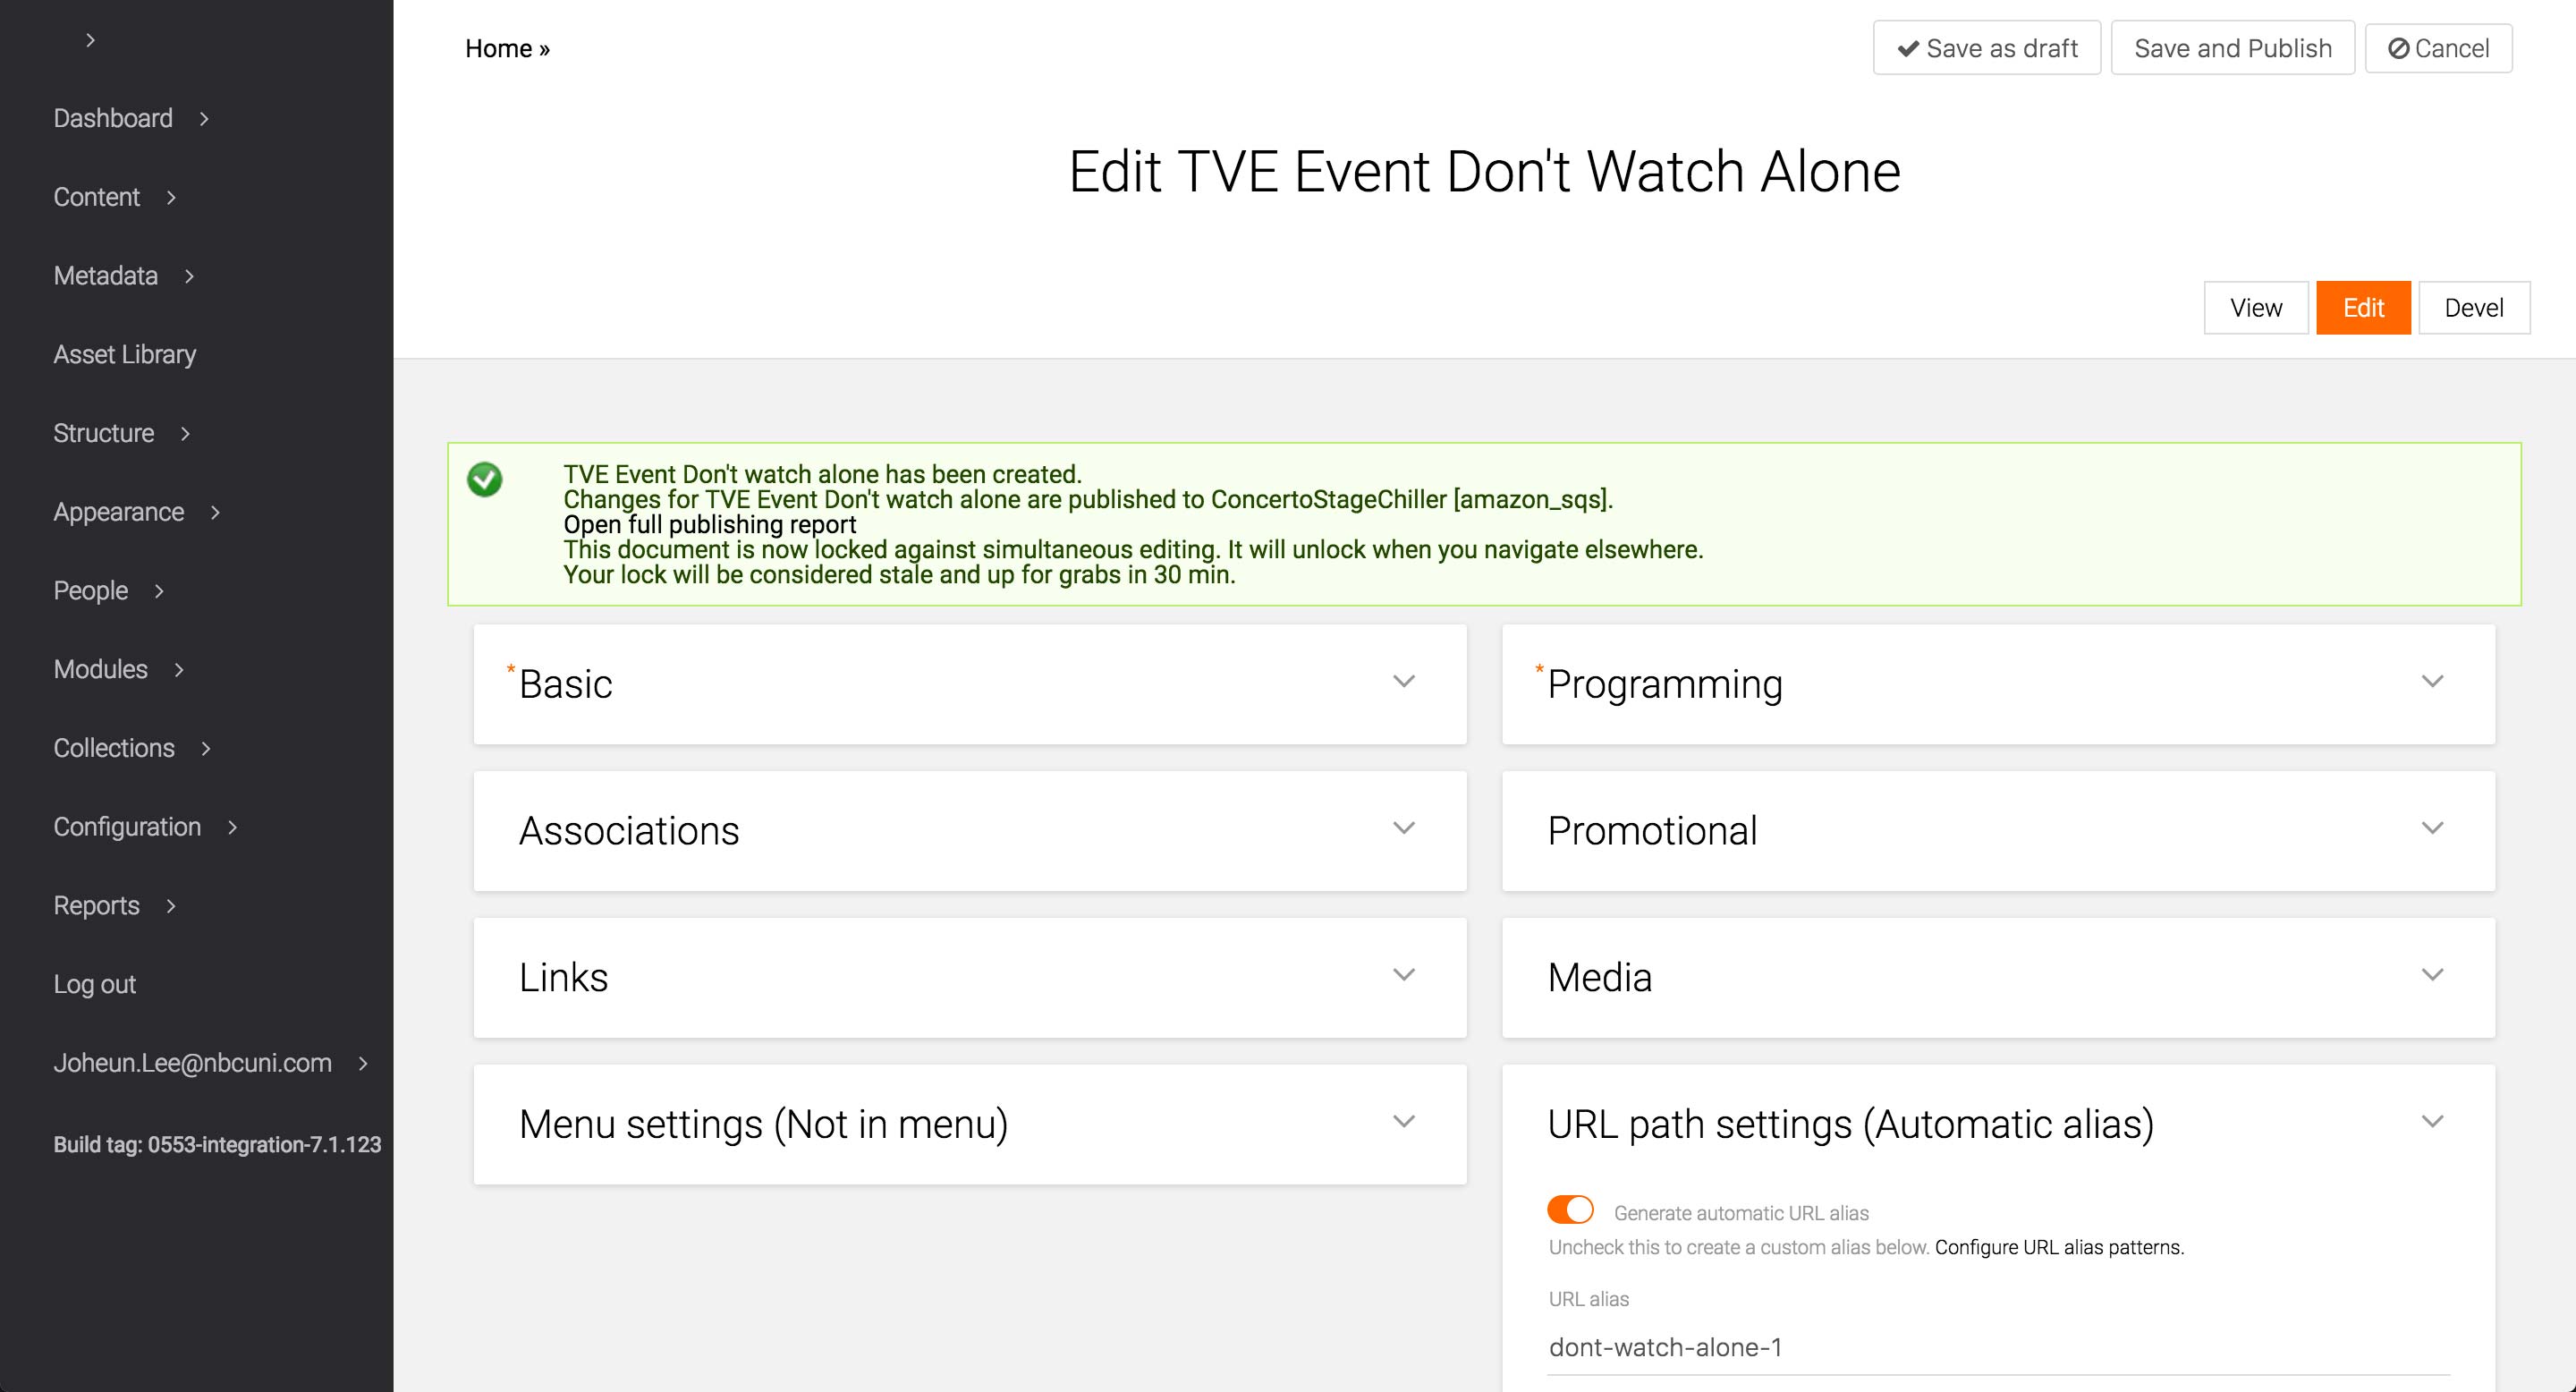 Home »
Save as draft
Save and Publish
Cancel
Dashboard
Content
Metadata
Asset Library
Structure
Appearance
People
Modules
Collections
Configuration
Reports
Log out
Joheun.Lee@nbcuni.com
Build tag: 0553-integration-7.1.123
Edit TVE Event Don't Watch Alone
View
Edit
Devel
TVE Event Don't watch alone has been created.
Changes for TVE Event Don't watch alone are published to ConcertoStageChiller [amazon_sqs].
Open full publishing report
This document is now locked against simultaneous editing. It will unlock when you navigate elsewhere.
Your lock will be considered stale and up for grabs in 30 min.
*Basic
*Programming
Associations
Promotional
Links
Media
Menu settings (Not in menu)
URL path settings (Automatic alias)
Generate automatic URL alias
Uncheck this to create a custom alias below. Configure URL alias patterns.
URL alias
dont-watch-alone-1